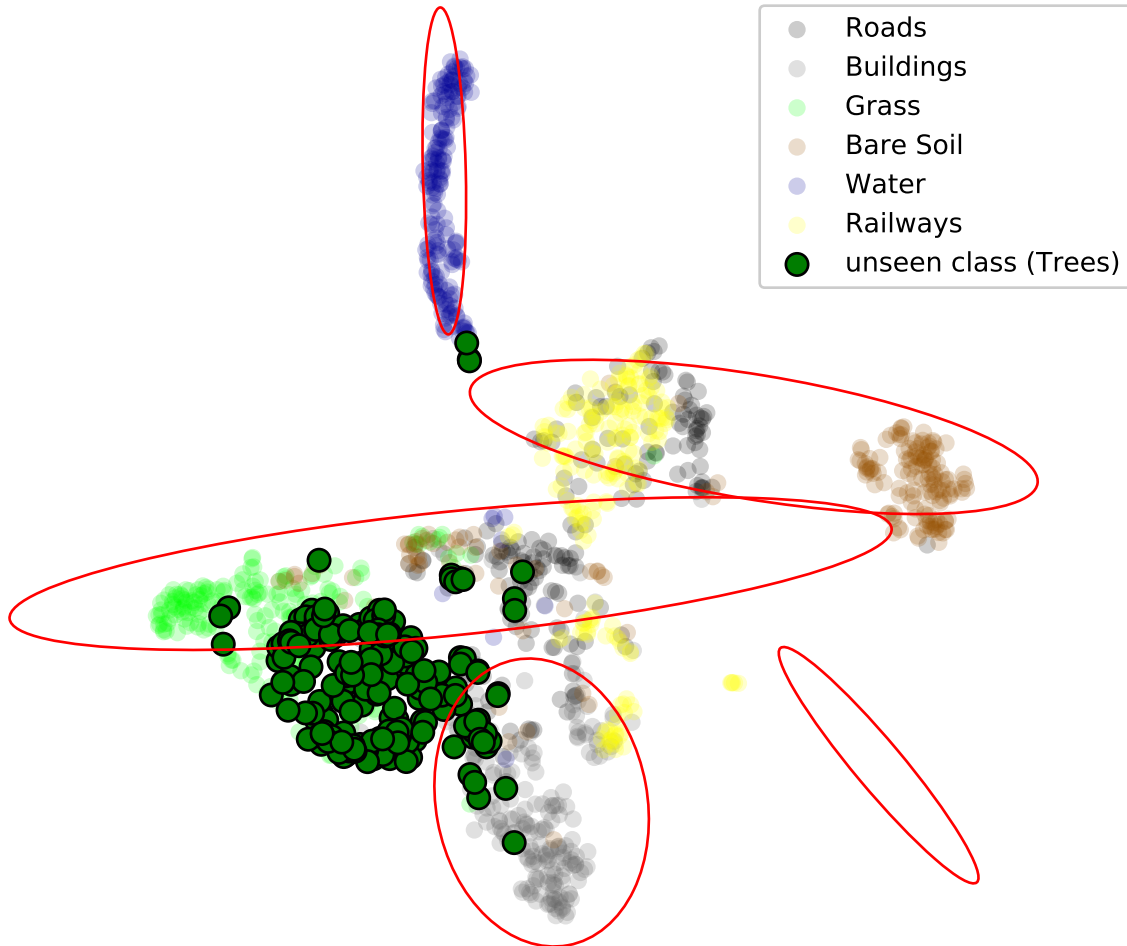 Roads
Buildings
Grass
Bare Soil
Water
Railways
unseen class (Trees)